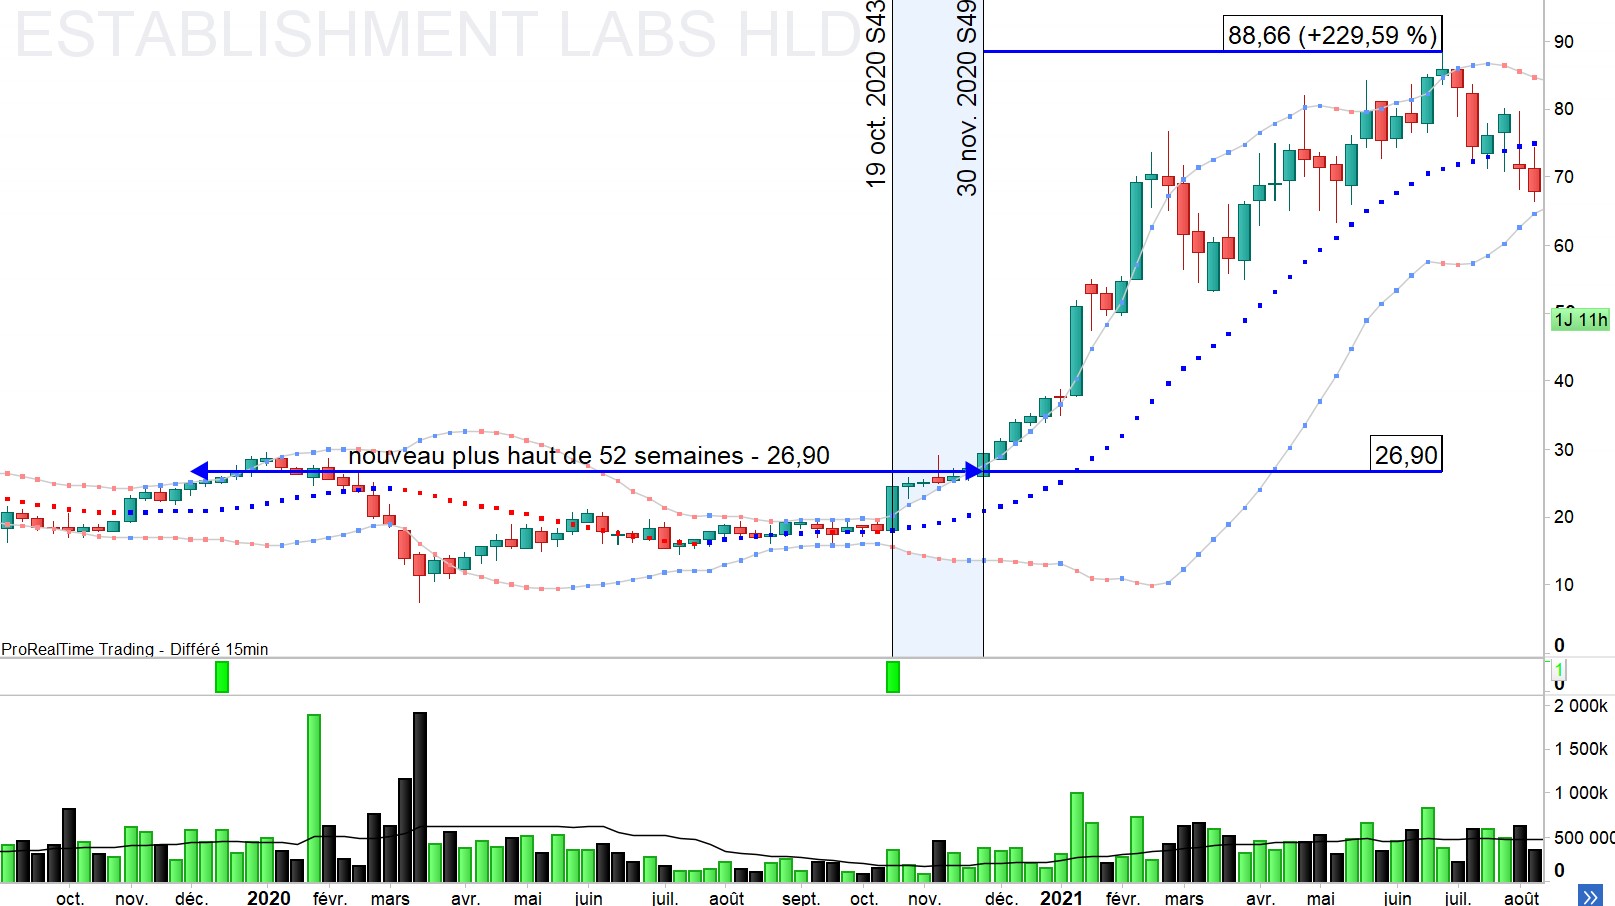 ESTABLISHMENT LABS HLD
19 oct. 2020 S43
30 nov. 2020 S49
88,66 (+229,59 %)
90
80
70
60
1J 11h
40
nouveau plus haut de 52 semaines - 26,90
26,90
30
20
10
0
ProRealTime Trading - Différé 15min
1
0
2 000k
1 500k
1 000k
500 000
0
oct. nov. déc. 2020 févr. mars avr. mai juin juil. août sept. oct. nov. déc. 2021 févr. mars avr. mai juin juil. août